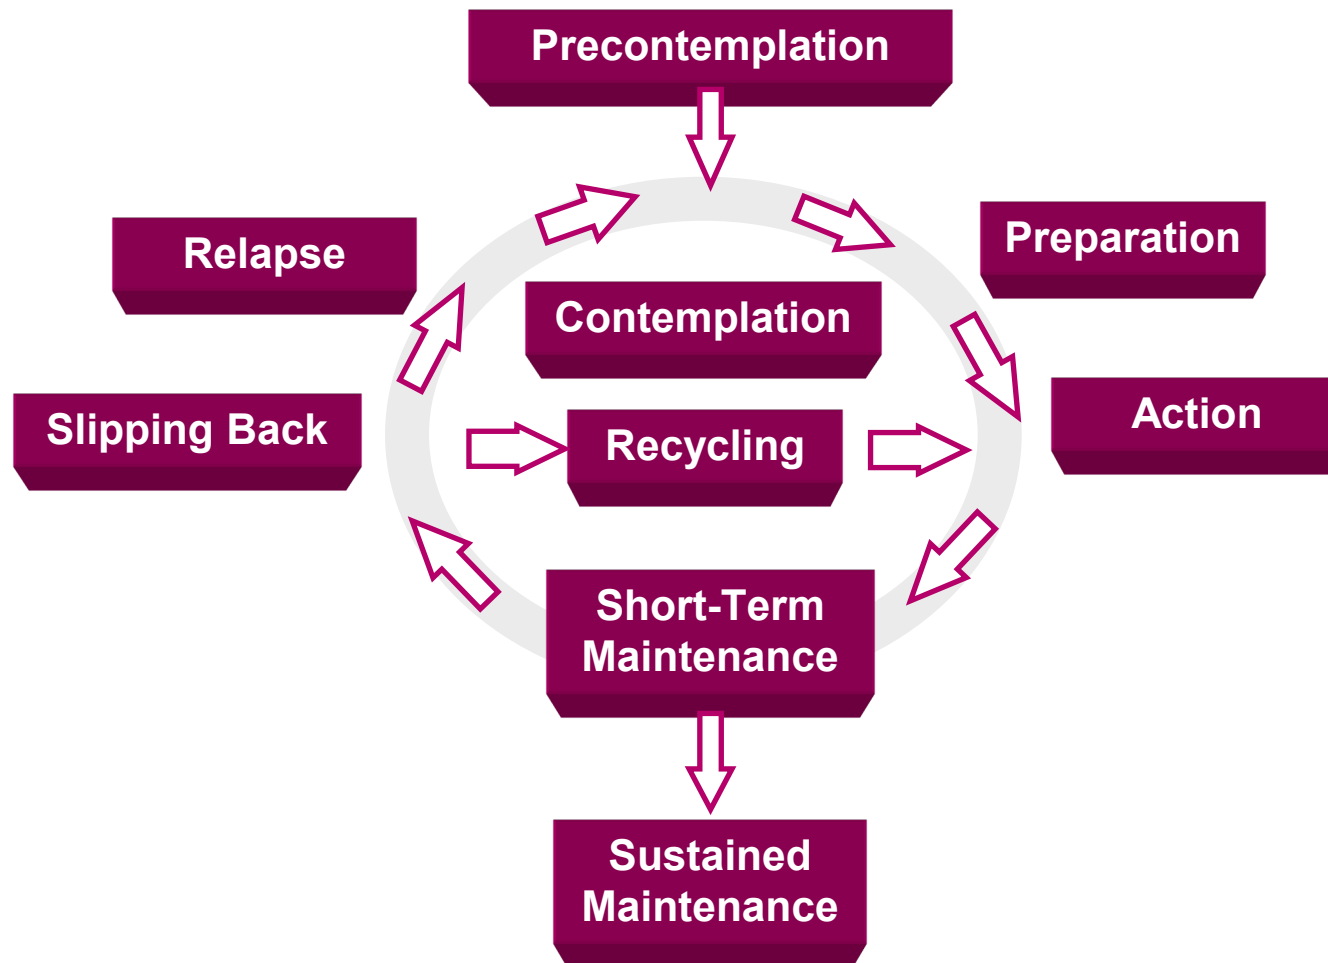 Precontemplation
Relapse
Preparation
Contemplation
Slipping Back
Recycling
Action
Short-Term
Maintenance
Sustained
Maintenance